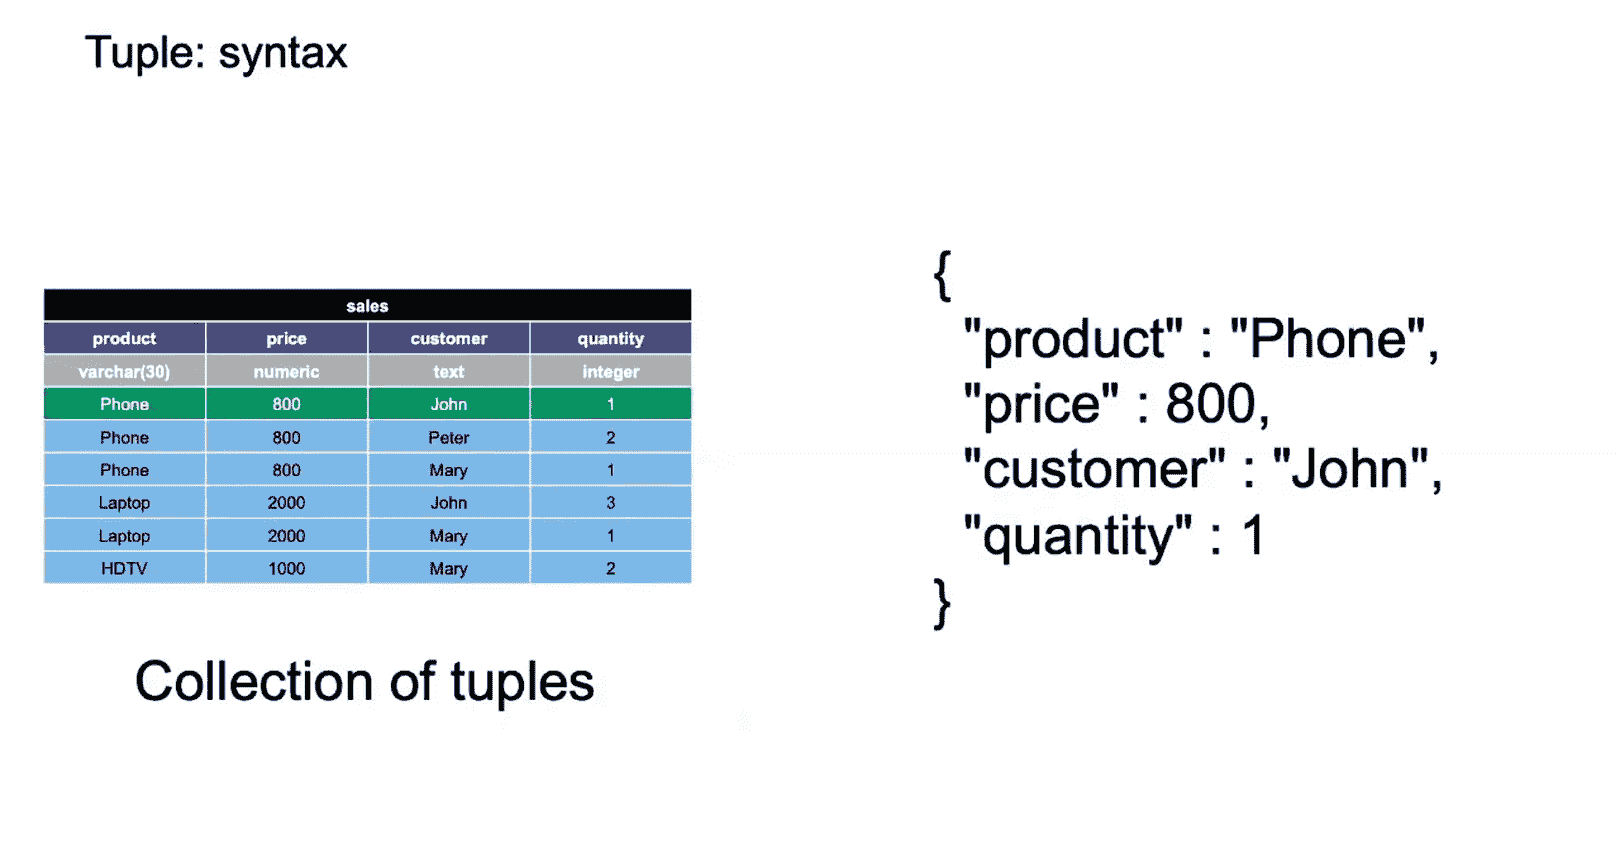 Tuple: syntax
sales
product price customer quantity
varchar(30) numeric text integer
Phone 800 John 1
Phone 800 Peter 2
Phone 800 Mary 1
Laptop 2000 John 3
Laptop 2000 Mary 1
HDTV 1000 Mary 2
Collection of tuples
{
"product" : "Phone",
"price" : 800,
"customer" : "John",
"quantity" : 1
}